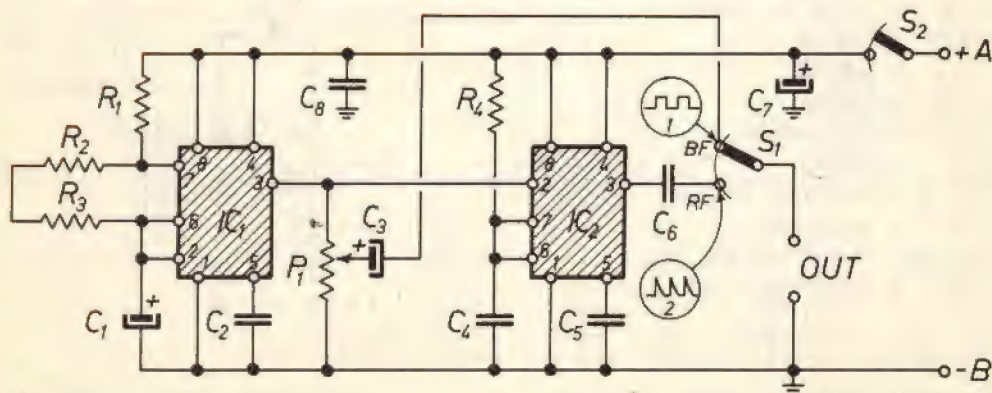 S₂
+A
R₁
C₈
R₄
C₇
1
BF
S₁
R₂
R₃
8
4
7
3
6
IC₁
2
1
5
C₃
+
P₁
+
8
4
2
3
7
IC₂
6
1
5
C₆
RF
2
OUT
+
C₁
C₂
C₄
C₅
+
-B